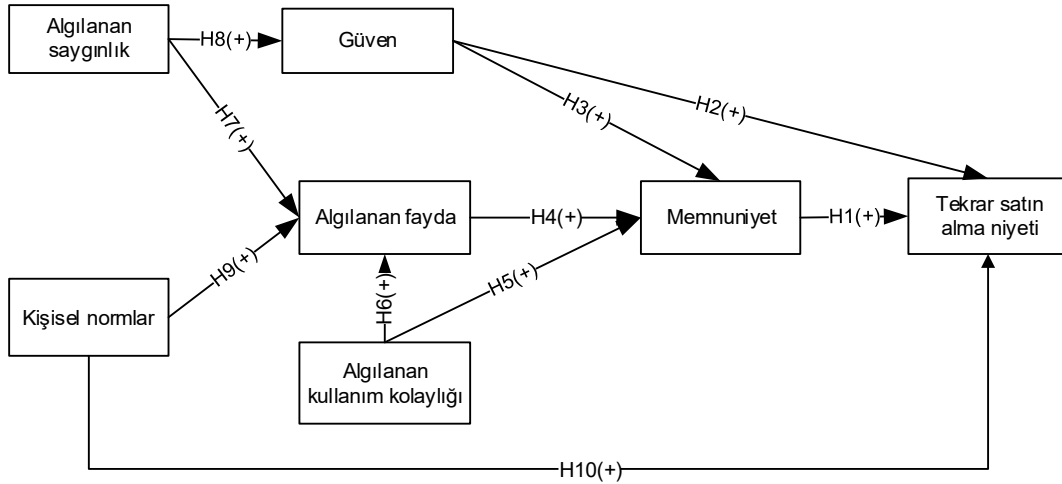 Algılanan
saygınlık
H8(+)
Güven
H7(+)
H3(+)
H2(+)
Algılanan fayda
H4(+)
Memnuniyet
H1(+)
Tekrar satın
alma niyeti
H9(+)
H6(+)
H5(+)
Kişisel normlar
Algılanan
kullanım kolaylığı
H10(+)